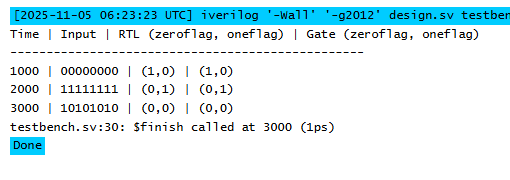 [2025-11-05 06:23:23 UTC] iverilog '-Wall' '-g2012' design.sv
Time | Input | RTL (zeroflag, oneflag) | Gate (zeroflag, oneflag)
------------------------------------------------
1000 | 00000000 | (1,0) | (1,0)
2000 | 11111111 | (0,1) | (0,1)
3000 | 10101010 | (0,0) | (0,0)
testbench.sv:30: $finish called at 3000 (1ps)
Done